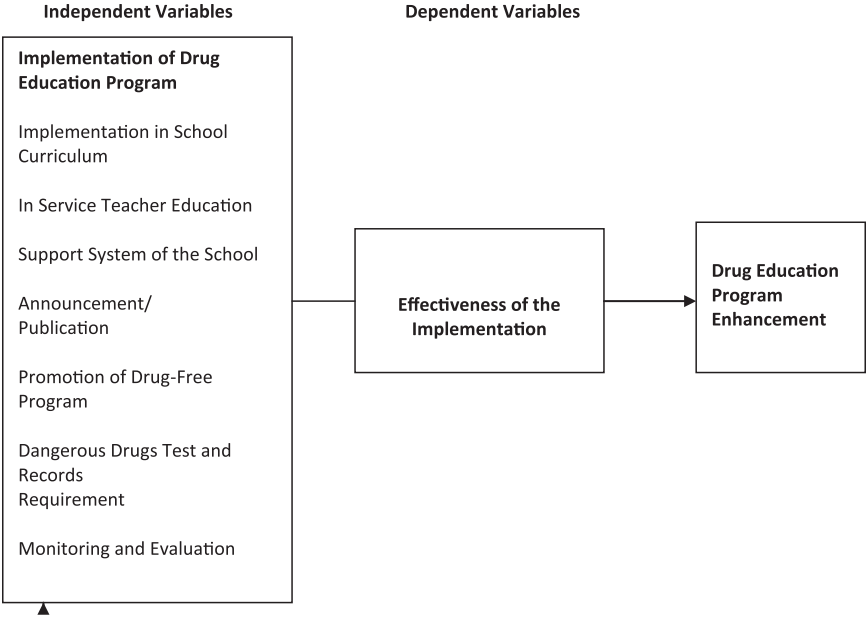 Independent Variables
Dependent Variables
Implementation of Drug
Education Program
Implementation in School
Curriculum
In Service Teacher Education
Support System of the School
Announcement/
Publication
Promotion of Drug-Free
Program
Dangerous Drugs Test and
Records
Requirement
Monitoring and Evaluation
Effectiveness of the
Implementation
Drug Education
Program
Enhancement